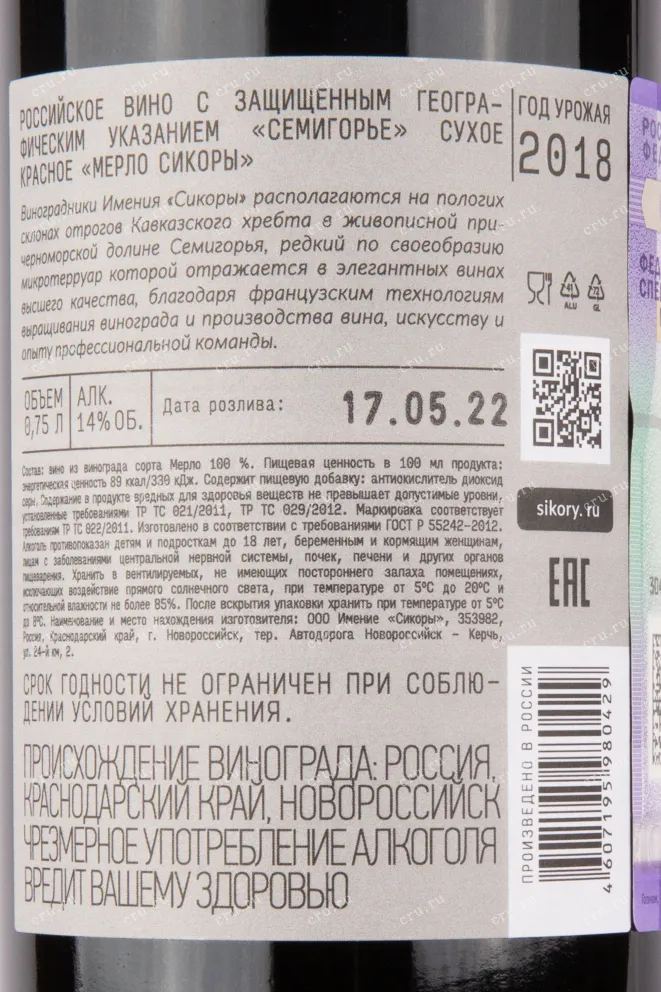 РОССИЙСКОЕ ВИНО С ЗАЩИЩЕННЫМ ГЕОГРА-
ФИЧЕСКИМ УКАЗАНИЕМ «СЕМИГОРЬЕ» СУХОЕ
КРАСНОЕ «МЕРЛО СИКОРЫ»
ГОД УРОЖАЯ
2018
Виноградники Имения «Сикоры» располагаются на пологих
склонах отрогов Кавказского хребта в живописной при-
черноморской долине Семигорья, редкий по своеобразию
микротерруар которой отражается в элегантных винах
высшего качества, благодаря французским технологиям
выращивания винограда и производства вина, искусству и
опыту профессиональной команды.
41
ALU
72
GL
ОБЪЕМ
0,75 Л
АЛК.
14% ОБ.
Дата розлива:
17.05.22
sikory.ru
EAC
Состав: вино из винограда сорта Мерло 100 %. Пищевая ценность в 100 мл продукта:
энергетическая ценность 89 ккал/339 кДж. Содержит пищевую добавку: антиокислитель диоксид
серы. Содержание в продукте вредных для здоровья веществ не превышает допустимые уровни,
установленные требованиями ТР ТС 021/2011, ТР ТС 029/2012. Маркировка соответствует
требованиям ТР ТС 022/2011. Изготовлено в соответствии с требованиями ГОСТ Р 55242-2012.
Алкоголь противопоказан детям и подросткам до 18 лет, беременным и кормящим женщинам,
лицам с заболеваниями центральной нервной системы, почек, печени и других органов
пищеварения. Хранить в вентилируемых, не имеющих постороннего запаха помещениях,
исключающих воздействие прямого солнечного света, при температуре от 5°C до 20°C и
относительной влажности не более 85%. После вскрытия упаковки хранить при температуре от 5°C
до 8°C. Наименование и место нахождения изготовителя: ООО Имение «Сикоры», 353982,
Россия, Краснодарский край, г. Новороссийск, тер. Автодорога Новороссийск – Керчь,
ул. 24-й км, 2.
СРОК ГОДНОСТИ НЕ ОГРАНИЧЕН ПРИ СОБЛЮ-
ДЕНИИ УСЛОВИЙ ХРАНЕНИЯ.
ПРОИСХОЖДЕНИЕ ВИНОГРАДА: РОССИЯ,
КРАСНОДАРСКИЙ КРАЙ, НОВОРОССИЙСК
ЧРЕЗМЕРНОЕ УПОТРЕБЛЕНИЕ АЛКОГОЛЯ
ВРЕДИТ ВАШЕМУ ЗДОРОВЬЮ
ПРОИЗВЕДЕНО В РОССИИ
4 607195 980429
cru.ru